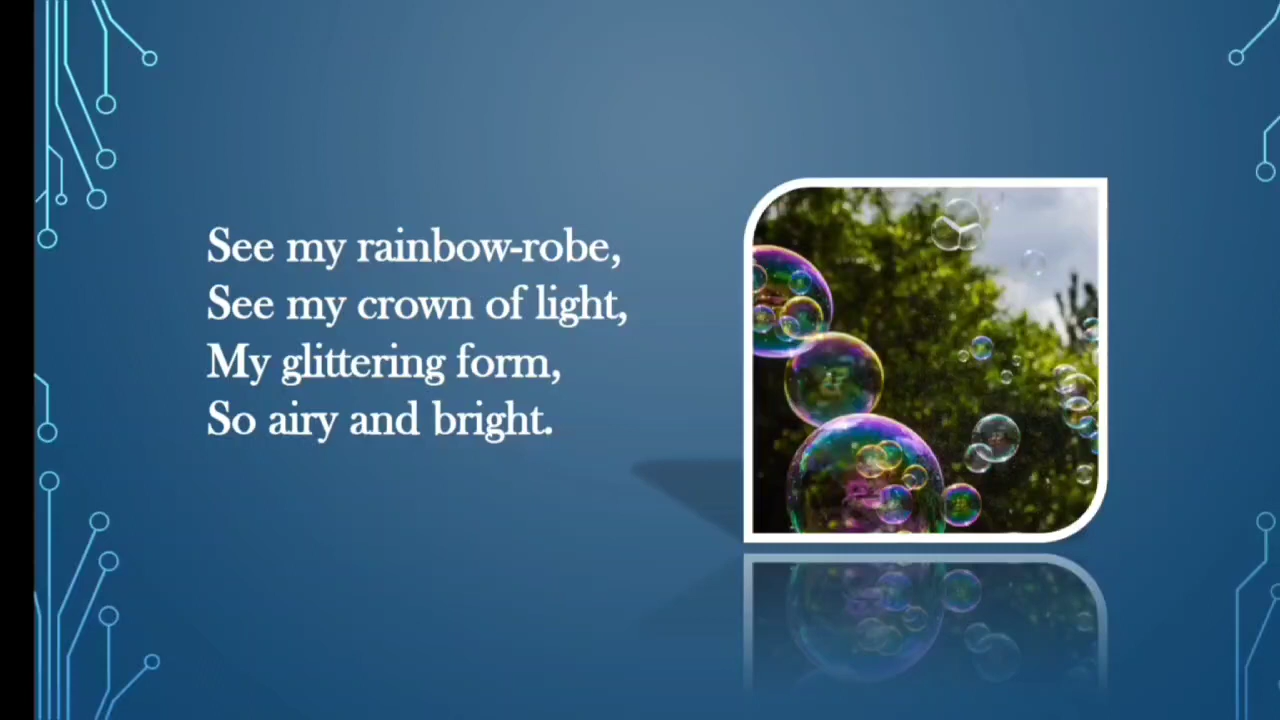 See my rainbow-robe,
See my crown of light,
My glittering form,
So airy and bright.